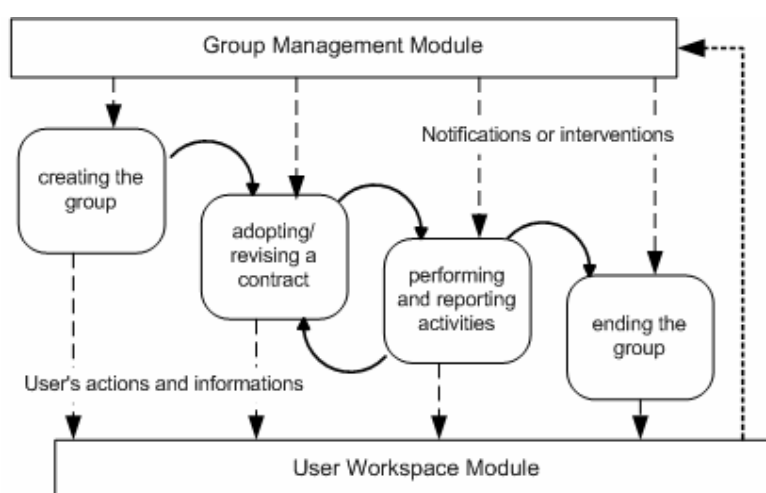 Group Management Module
Notifications or interventions
creating the
group
adopting/
revising a
contract
performing
and reporting
activities
ending the
group
User's actions and informations
User Workspace Module